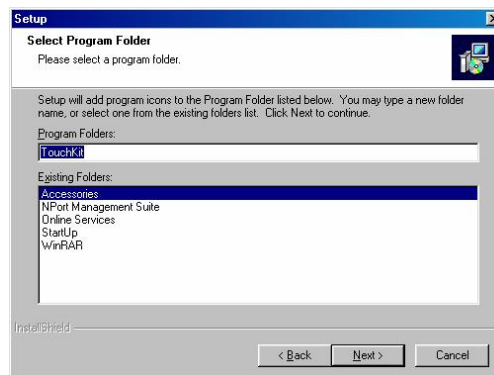 Setup
Select Program Folder
Please select a program folder.
Setup will add program icons to the Program Folder listed below. You may type a new folder
name, or select one from the existing folders list. Click Next to continue.
Program Folders:
TouchKit
Existing Folders:
Accessories
NPort Management Suite
Online Services
StartUp
WinRAR
InstallShield
< Back
Next >
Cancel